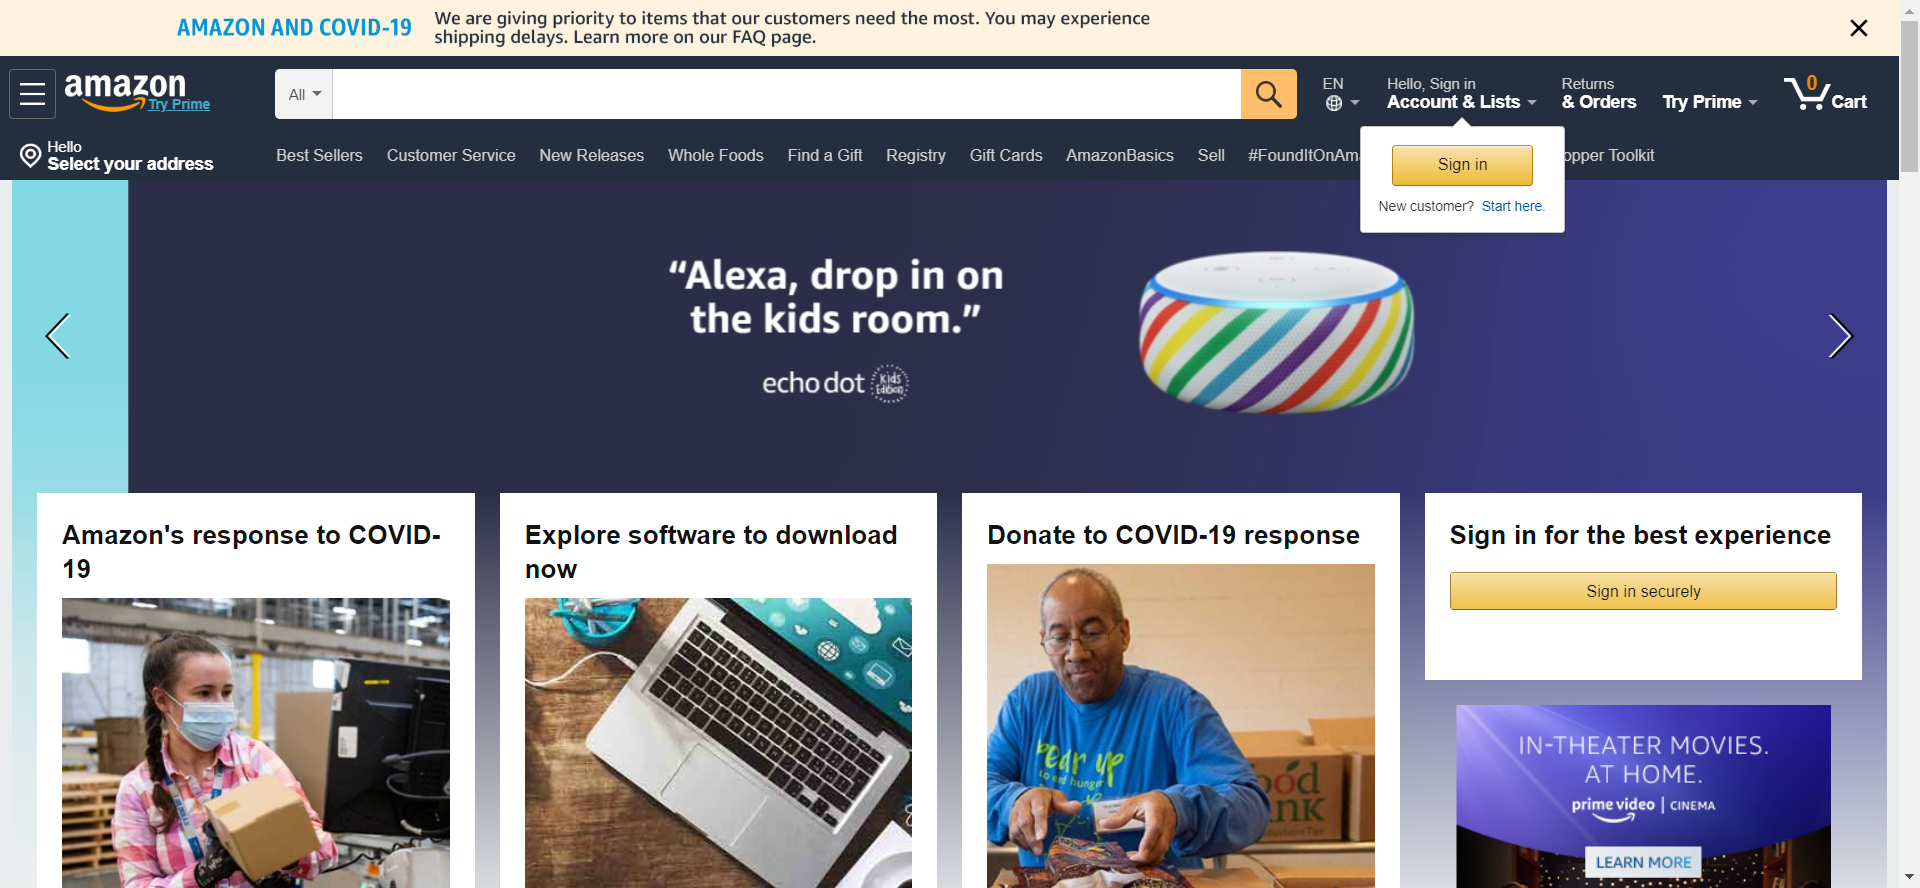 AMAZON AND COVID-19
We are giving priority to items that our customers need the most. You may experience
shipping delays. Learn more on our FAQ page.
amazon
Try Prime
All
EN
Hello, Sign in
Account & Lists
Returns
& Orders
Try Prime
0
Cart
Hello
Select your address
Best Sellers
Customer Service
New Releases
Whole Foods
Find a Gift
Registry
Gift Cards
AmazonBasics
Sell
#FoundItOnAm
opper Toolkit
Sign in
New customer? Start here.
“Alexa, drop in on
the kids room.”
echo dot
Kids
Edition
Amazon's response to COVID-
19
Explore software to download
now
Donate to COVID-19 response
Sign in for the best experience
Sign in securely
Bear up
to end hunger
IN-THEATER MOVIES.
AT HOME.
prime video | CINEMA
LEARN MORE